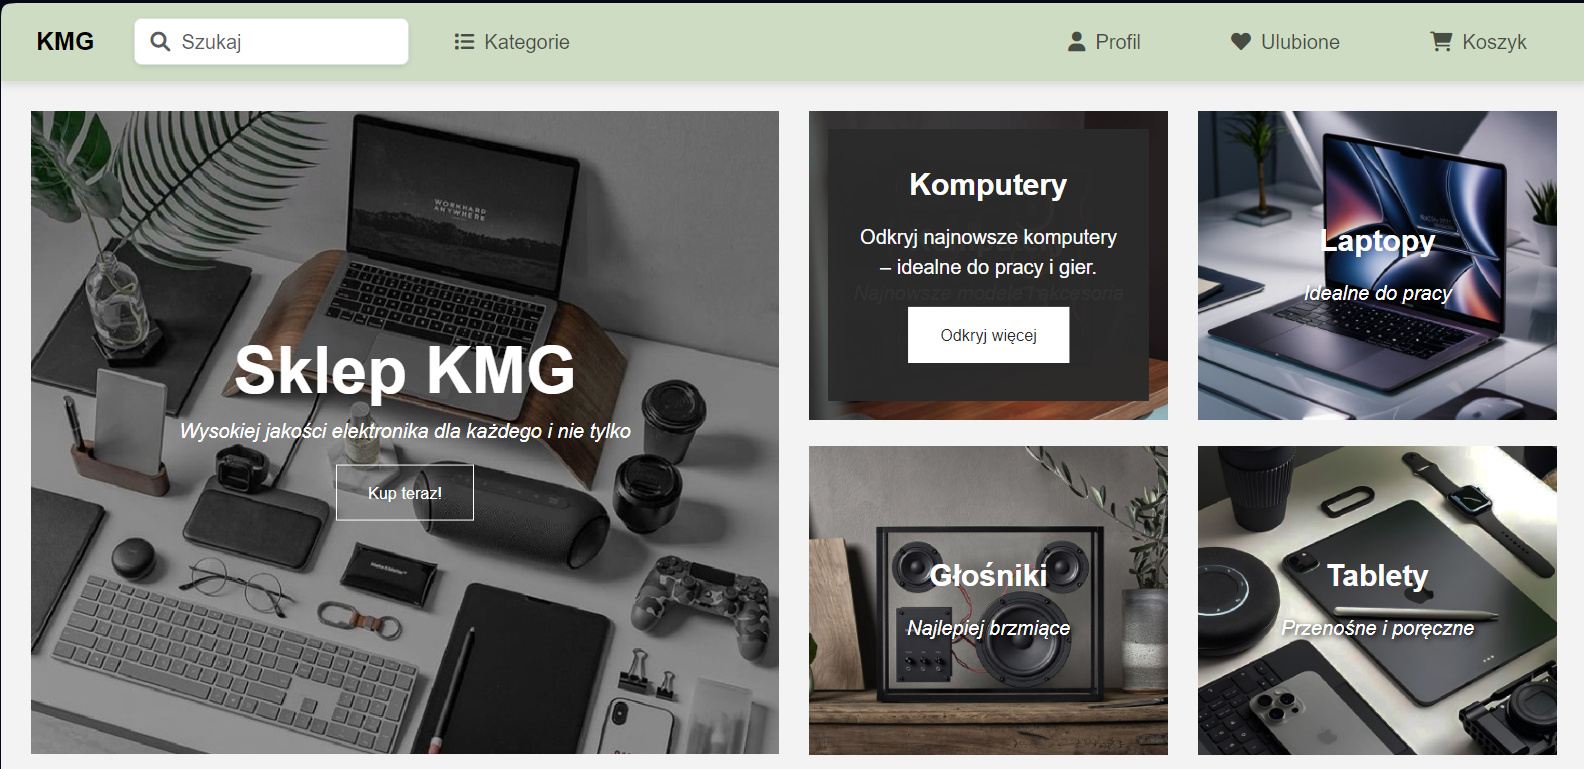 KMG
Szukaj
Kategorie
Profil
Ulubione
Koszyk
WORKHARD
ANYWHERE
Sklep KMG
Wysokiej jakości elektronika dla każdego i nie tylko
Kup teraz!
Komputery
Odkryj najnowsze komputery
– idealne do pracy i gier.
Najnowsze modele i akcesoria
Odkryj więcej
Laptopy
Idealne do pracy
Głośniki
Najlepiej brzmiące
Tablety
Przenośne i poręczne